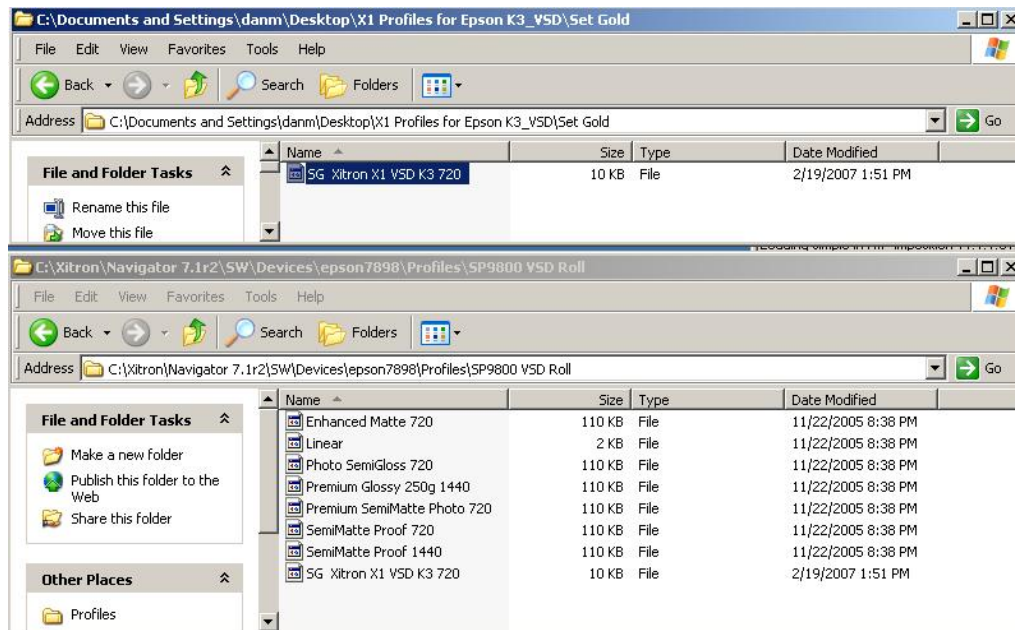 C:\Documents and Settings\danm\Desktop\X1 Profiles for Epson K3_VSD\Set Gold
File Edit View Favorites Tools Help
Back Search Folders
Address C:\Documents and Settings\danm\Desktop\X1 Profiles for Epson K3_VSD\Set Gold Go
Name Size Type Date Modified
File and Folder Tasks
SG Xitron X1 VSD K3 720 10 KB File 2/19/2007 1:51 PM
Rename this file
Move this file
C:\Xitron\Navigator 7.1r2\SW\Devices\epson7898\Profiles\SP9800 VSD Roll
File Edit View Favorites Tools Help
Back Search Folders
Address C:\Xitron\Navigator 7.1r2\SW\Devices\epson7898\Profiles\SP9800 VSD Roll Go
Name Size Type Date Modified
File and Folder Tasks
Enhanced Matte 720 110 KB File 11/22/2005 8:38 PM
Linear 2 KB File 11/22/2005 8:38 PM
Make a new folder
Photo SemiGloss 720 110 KB File 11/22/2005 8:38 PM
Publish this folder to the
Web
Premium Glossy 250g 1440 110 KB File 11/22/2005 8:38 PM
Premium SemiMatte Photo 720 110 KB File 11/22/2005 8:38 PM
Share this folder
SemiMatte Proof 720 110 KB File 11/22/2005 8:38 PM
SemiMatte Proof 1440 110 KB File 11/22/2005 8:38 PM
Other Places
SG Xitron X1 VSD K3 720 10 KB File 2/19/2007 1:51 PM
Profiles